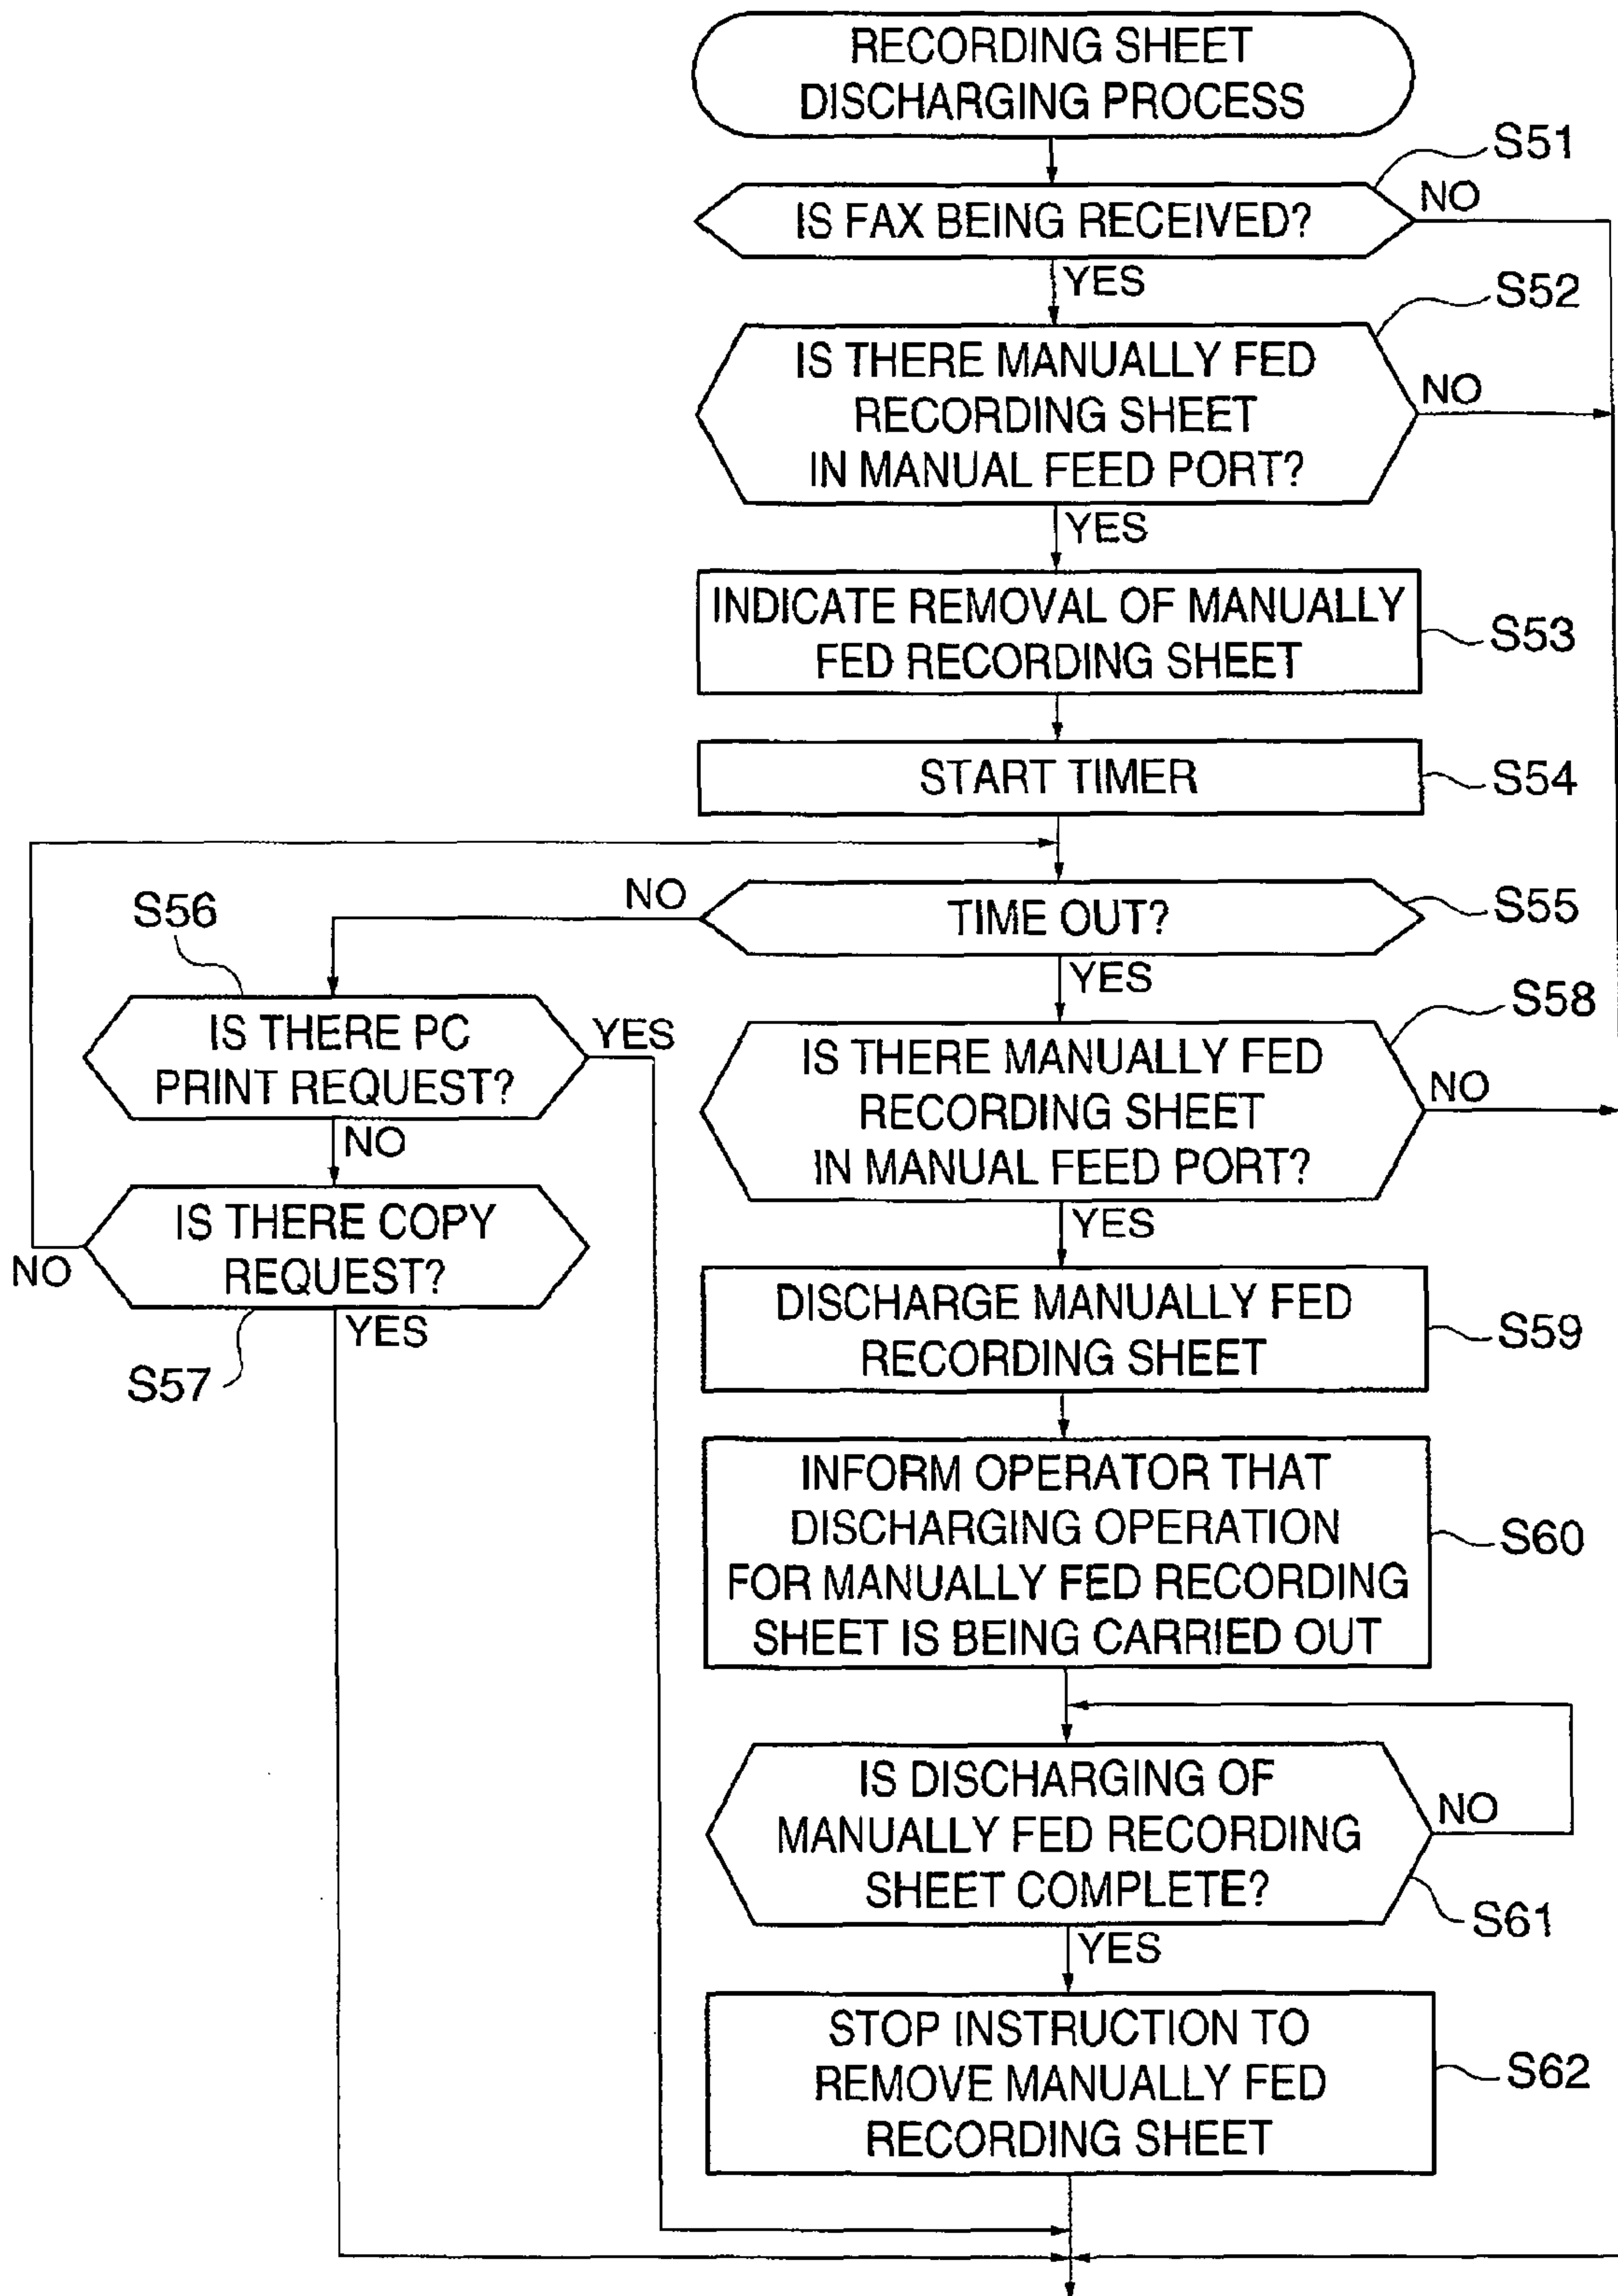 RECORDING SHEET
DISCHARGING PROCESS
S51
IS FAX BEING RECEIVED?
NO
YES
S52
IS THERE MANUALLY FED
RECORDING SHEET
IN MANUAL FEED PORT?
NO
YES
INDICATE REMOVAL OF MANUALLY
FED RECORDING SHEET
S53
START TIMER
S54
TIME OUT?
S55
NO
YES
S56
IS THERE PC
PRINT REQUEST?
YES
NO
IS THERE COPY
REQUEST?
NO
YES
S57
S58
IS THERE MANUALLY FED
RECORDING SHEET
IN MANUAL FEED PORT?
NO
YES
DISCHARGE MANUALLY FED
RECORDING SHEET
S59
INFORM OPERATOR THAT
DISCHARGING OPERATION
FOR MANUALLY FED RECORDING
SHEET IS BEING CARRIED OUT
S60
IS DISCHARGING OF
MANUALLY FED RECORDING
SHEET COMPLETE?
NO
S61
YES
STOP INSTRUCTION TO
REMOVE MANUALLY FED
RECORDING SHEET
S62